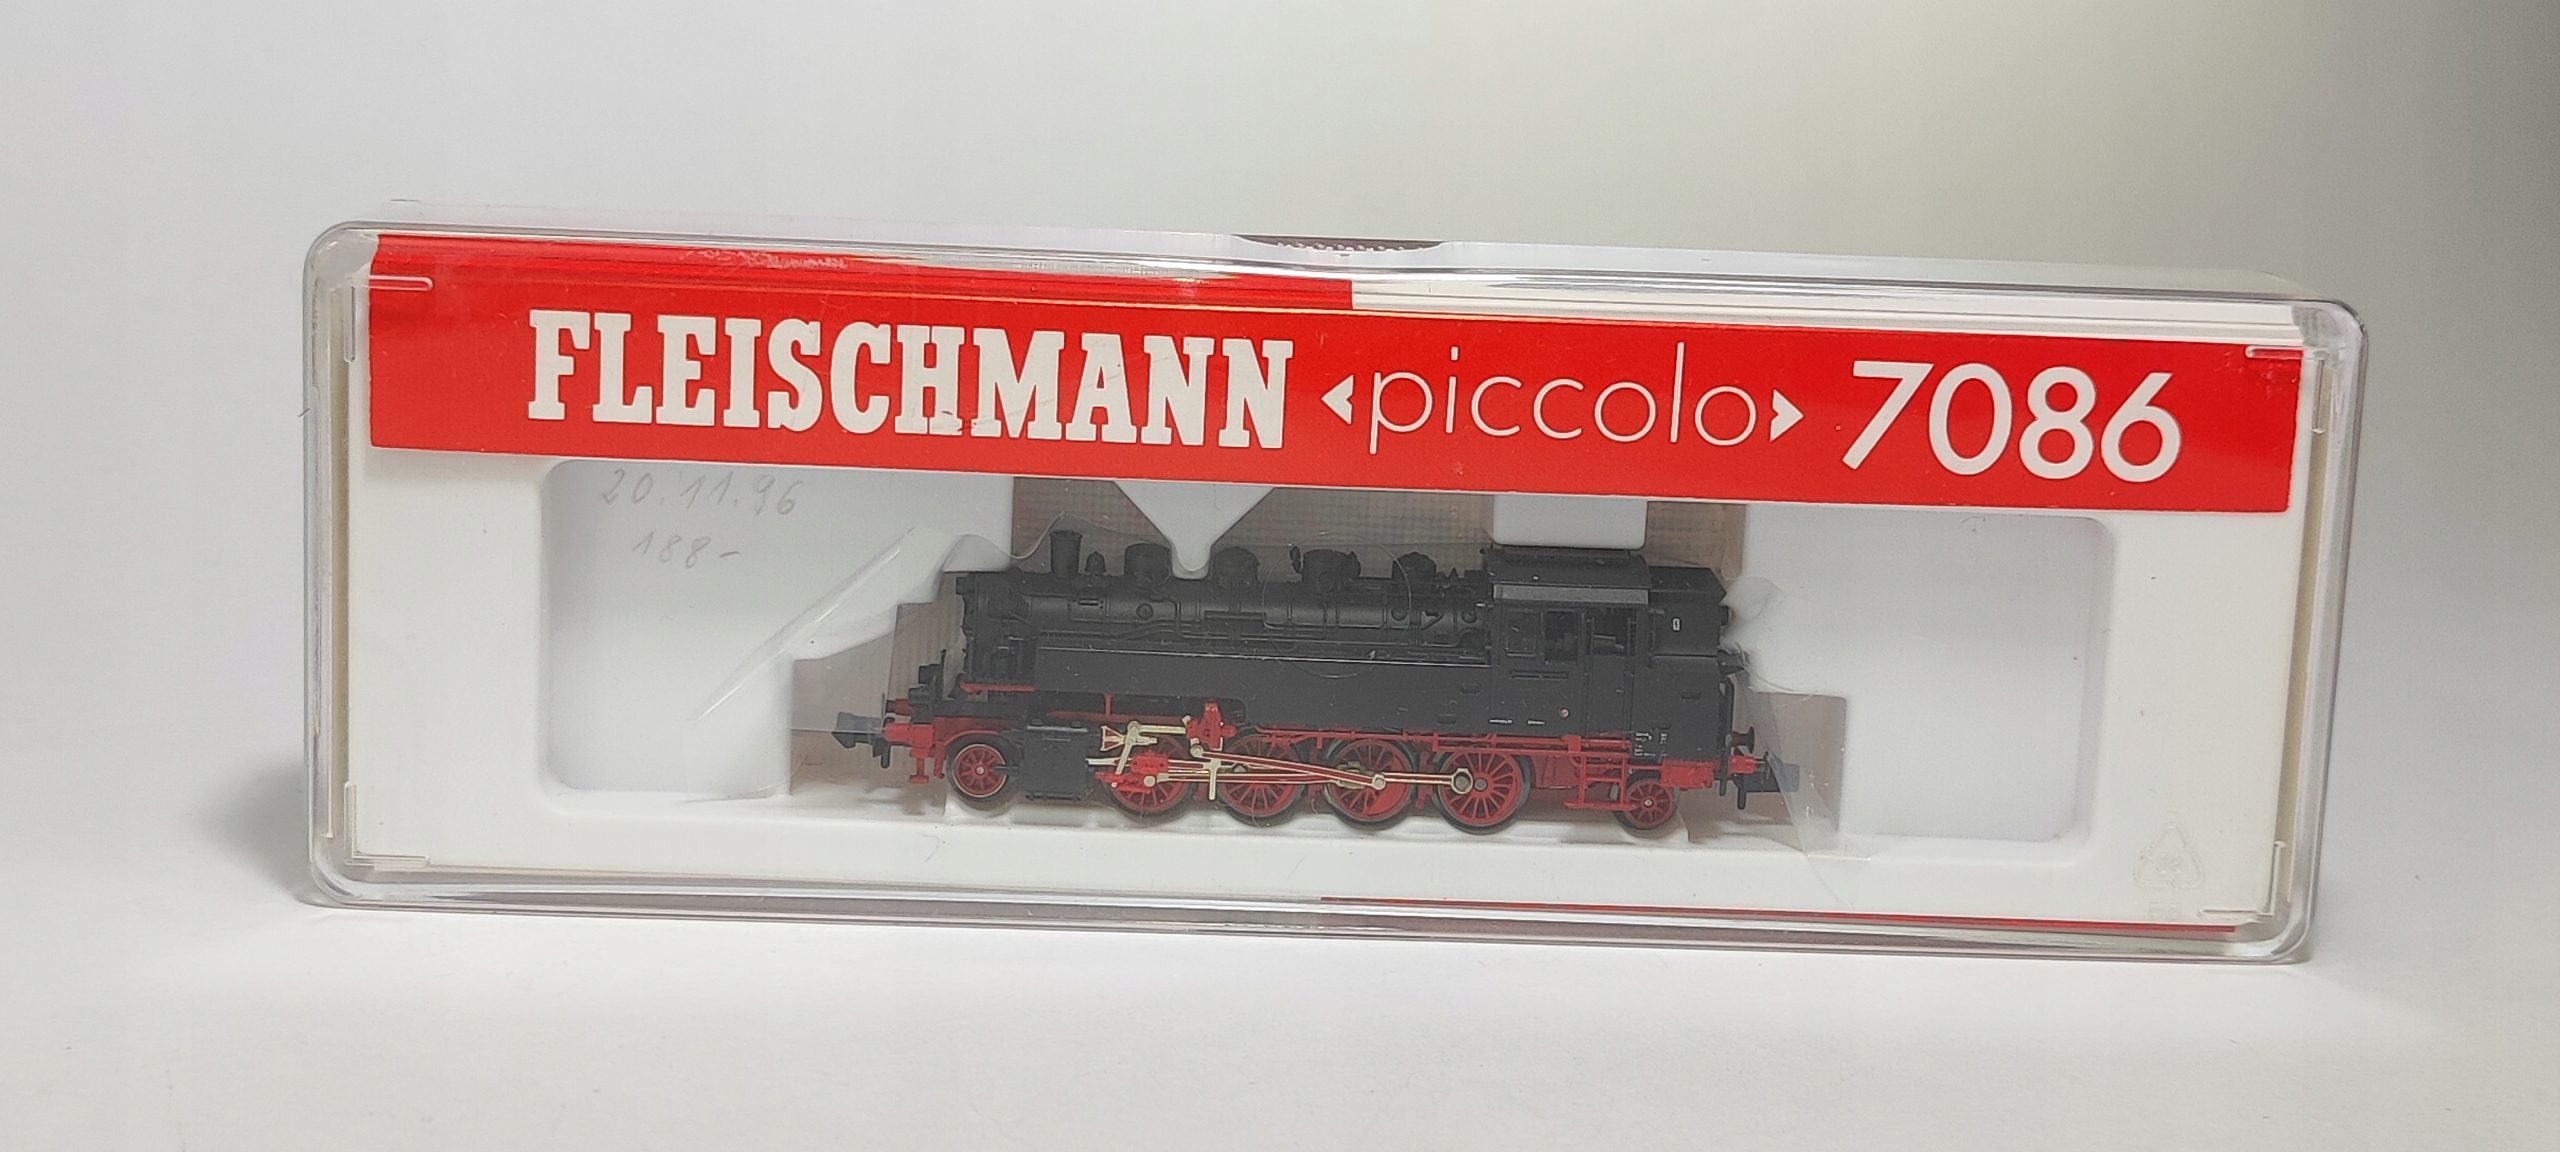 FLEISCHMANN <piccolo> 7086
20.11.96
188-